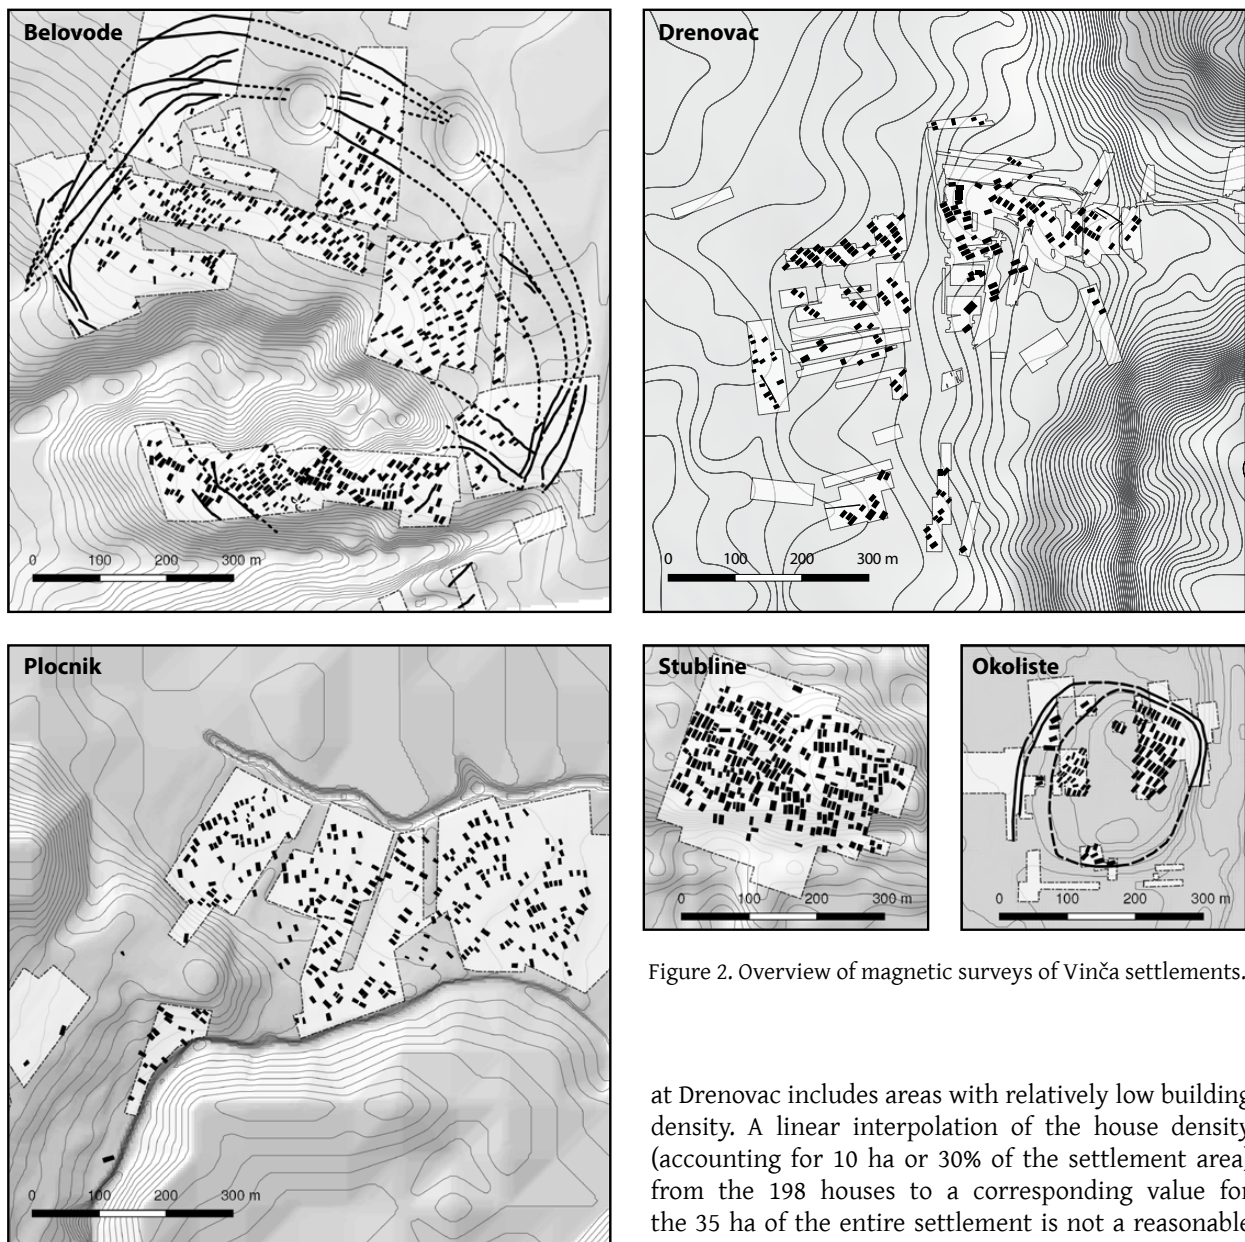 Belovode
0 100 200 300 m
Drenovac
0 100 200 300 m
Plocnik
0 100 200 300 m
Stubline
0 100 200 300 m
Okoliste
0 100 200 300 m
Figure 2. Overview of magnetic surveys of Vinča settlements.
at Drenovac includes areas with relatively low building
density. A linear interpolation of the house density
(accounting for 10 ha or 30% of the settlement area)
from the 198 houses to a corresponding value for
the 35 ha of the entire settlement is not a reasonable